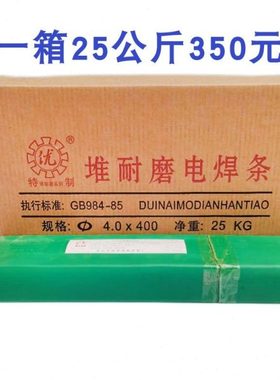 一箱25公斤350元
优
特 制
堆耐磨电焊条
执行标准: GB984-85 DUINAIMODIANHANTIAO
规格: Φ 4.0×400 净重: 25 KG